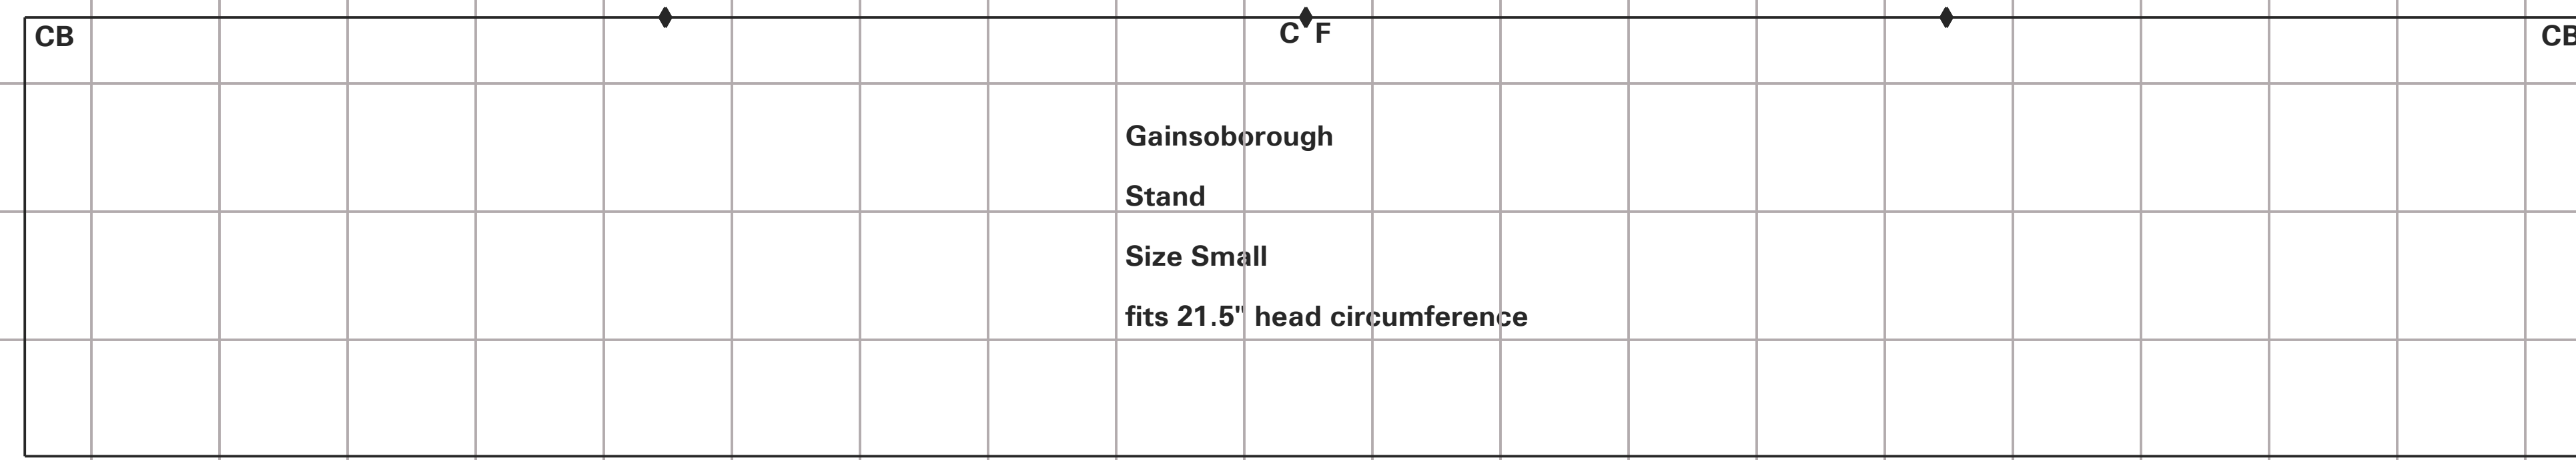 CB
C F
CB
Gainsoborough
Stand
Size Small
fits 21.5" head circumference